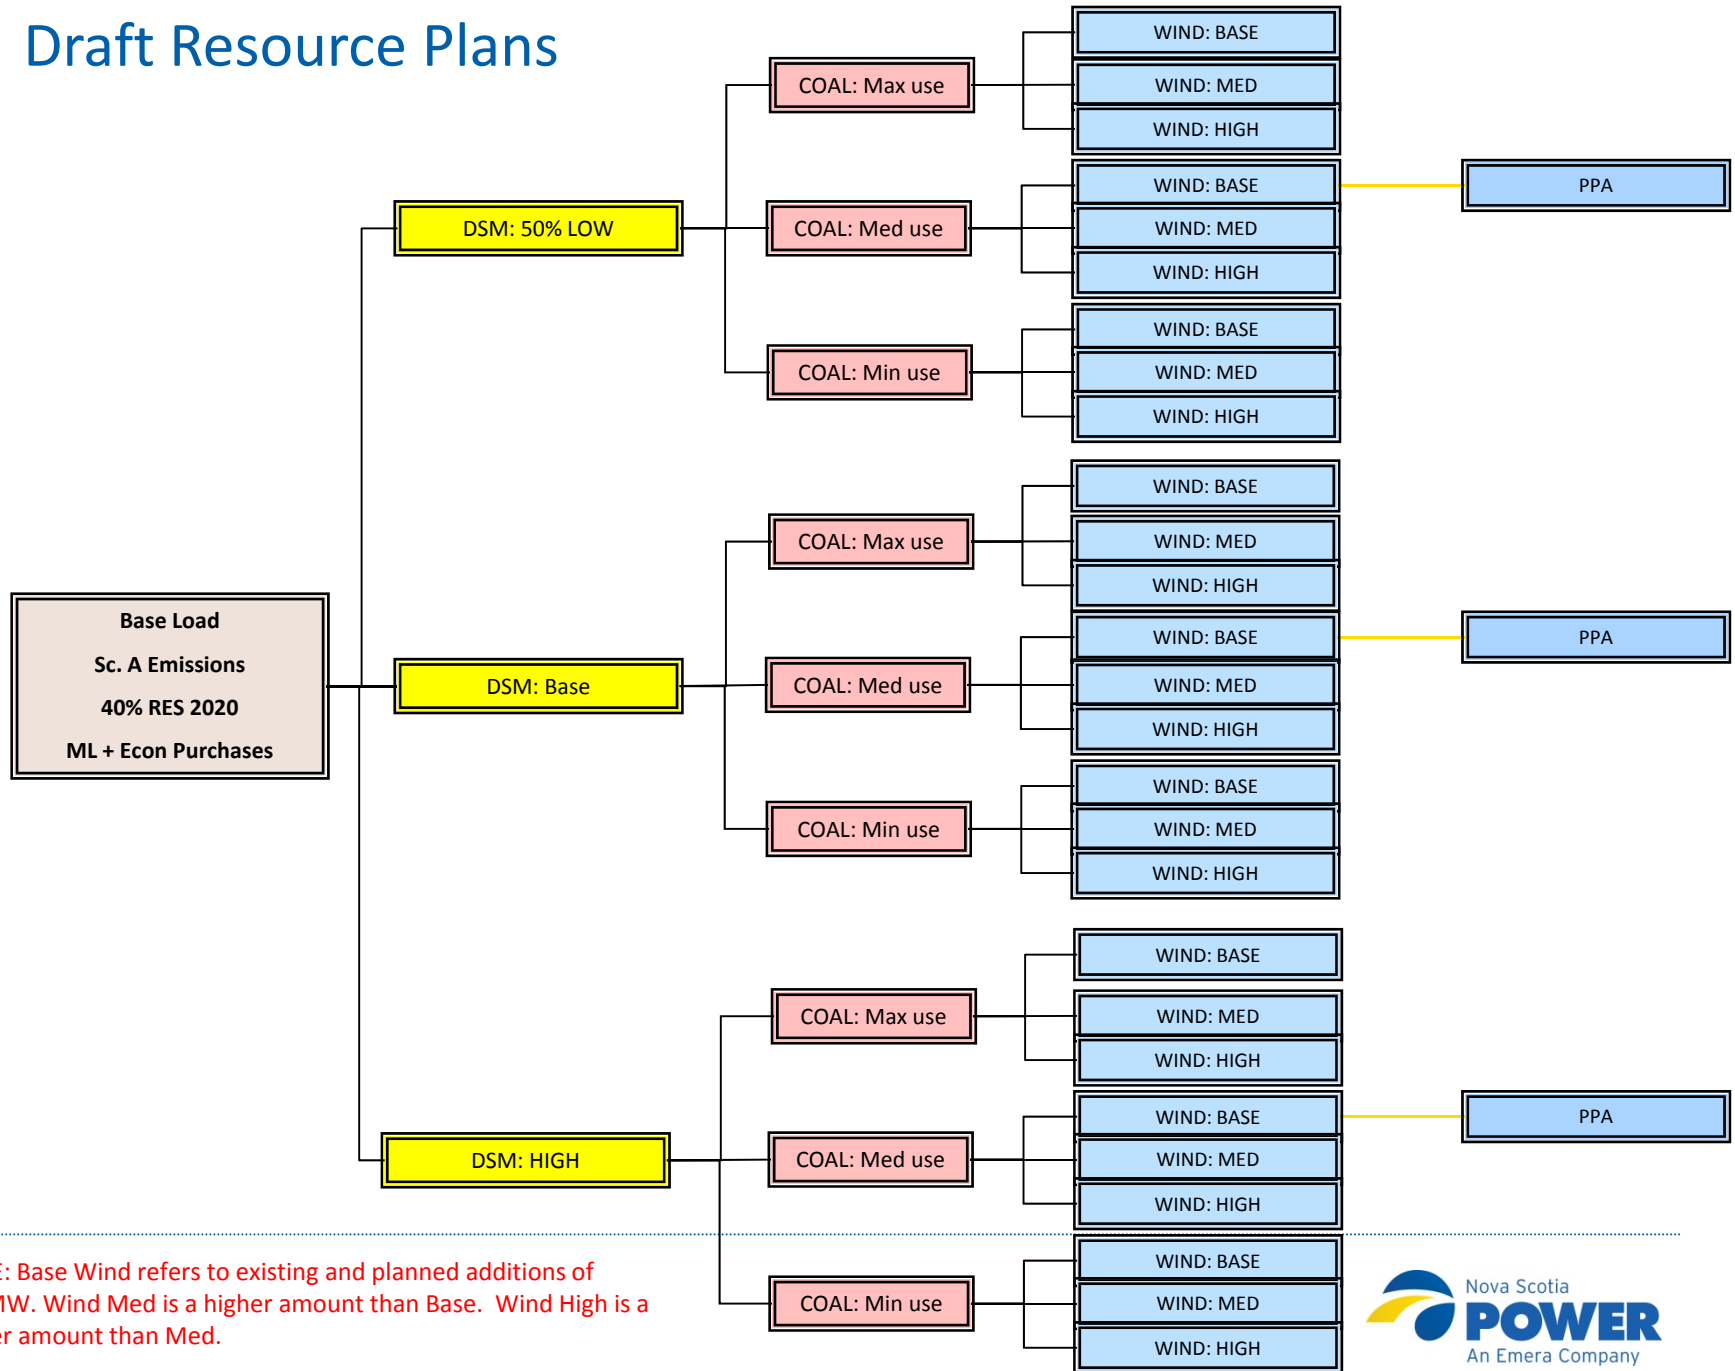 Draft Resource Plans
WIND: BASE
COAL: Max use
WIND: MED
WIND: HIGH
WIND: BASE
PPA
DSM: 50% LOW
COAL: Med use
WIND: MED
WIND: HIGH
WIND: BASE
COAL: Min use
WIND: MED
WIND: HIGH
WIND: BASE
COAL: Max use
WIND: MED
WIND: HIGH
Base Load
Sc. A Emissions
40% RES 2020
ML + Econ Purchases
WIND: BASE
PPA
DSM: Base
COAL: Med use
WIND: MED
WIND: HIGH
WIND: BASE
COAL: Min use
WIND: MED
WIND: HIGH
WIND: BASE
COAL: Max use
WIND: MED
WIND: HIGH
WIND: BASE
PPA
DSM: HIGH
COAL: Med use
WIND: MED
WIND: HIGH
WIND: BASE
COAL: Min use
WIND: MED
WIND: HIGH
: Base Wind refers to existing and planned additions of
MW. Wind Med is a higher amount than Base. Wind High is a
amount than Med.
Nova Scotia
POWER
An Emera Company